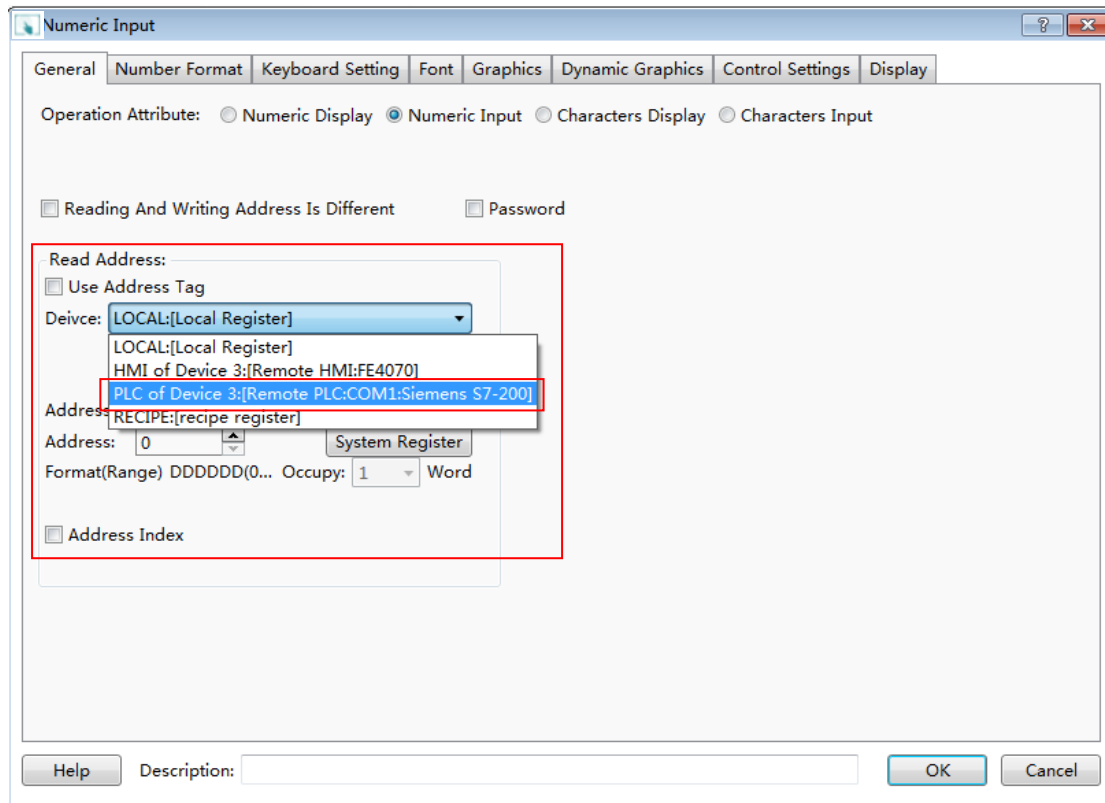 Numeric Input
General Number Format Keyboard Setting Font Graphics Dynamic Graphics Control Settings Display
Operation Attribute: Numeric Display Numeric Input Characters Display Characters Input
Reading And Writing Address Is Different Password
Read Address:
Use Address Tag
Deivce: LOCAL:[Local Register]
LOCAL:[Local Register]
HMI of Device 3:[Remote HMI:FE4070]
PLC of Device 3:[Remote PLC:COM1:Siemens S7-200]
Address
RECIPE:[recipe register]
Address: 0 System Register
Format(Range) DDDDDD(0... Occupy: 1 Word
Address Index
Help Description: OK Cancel